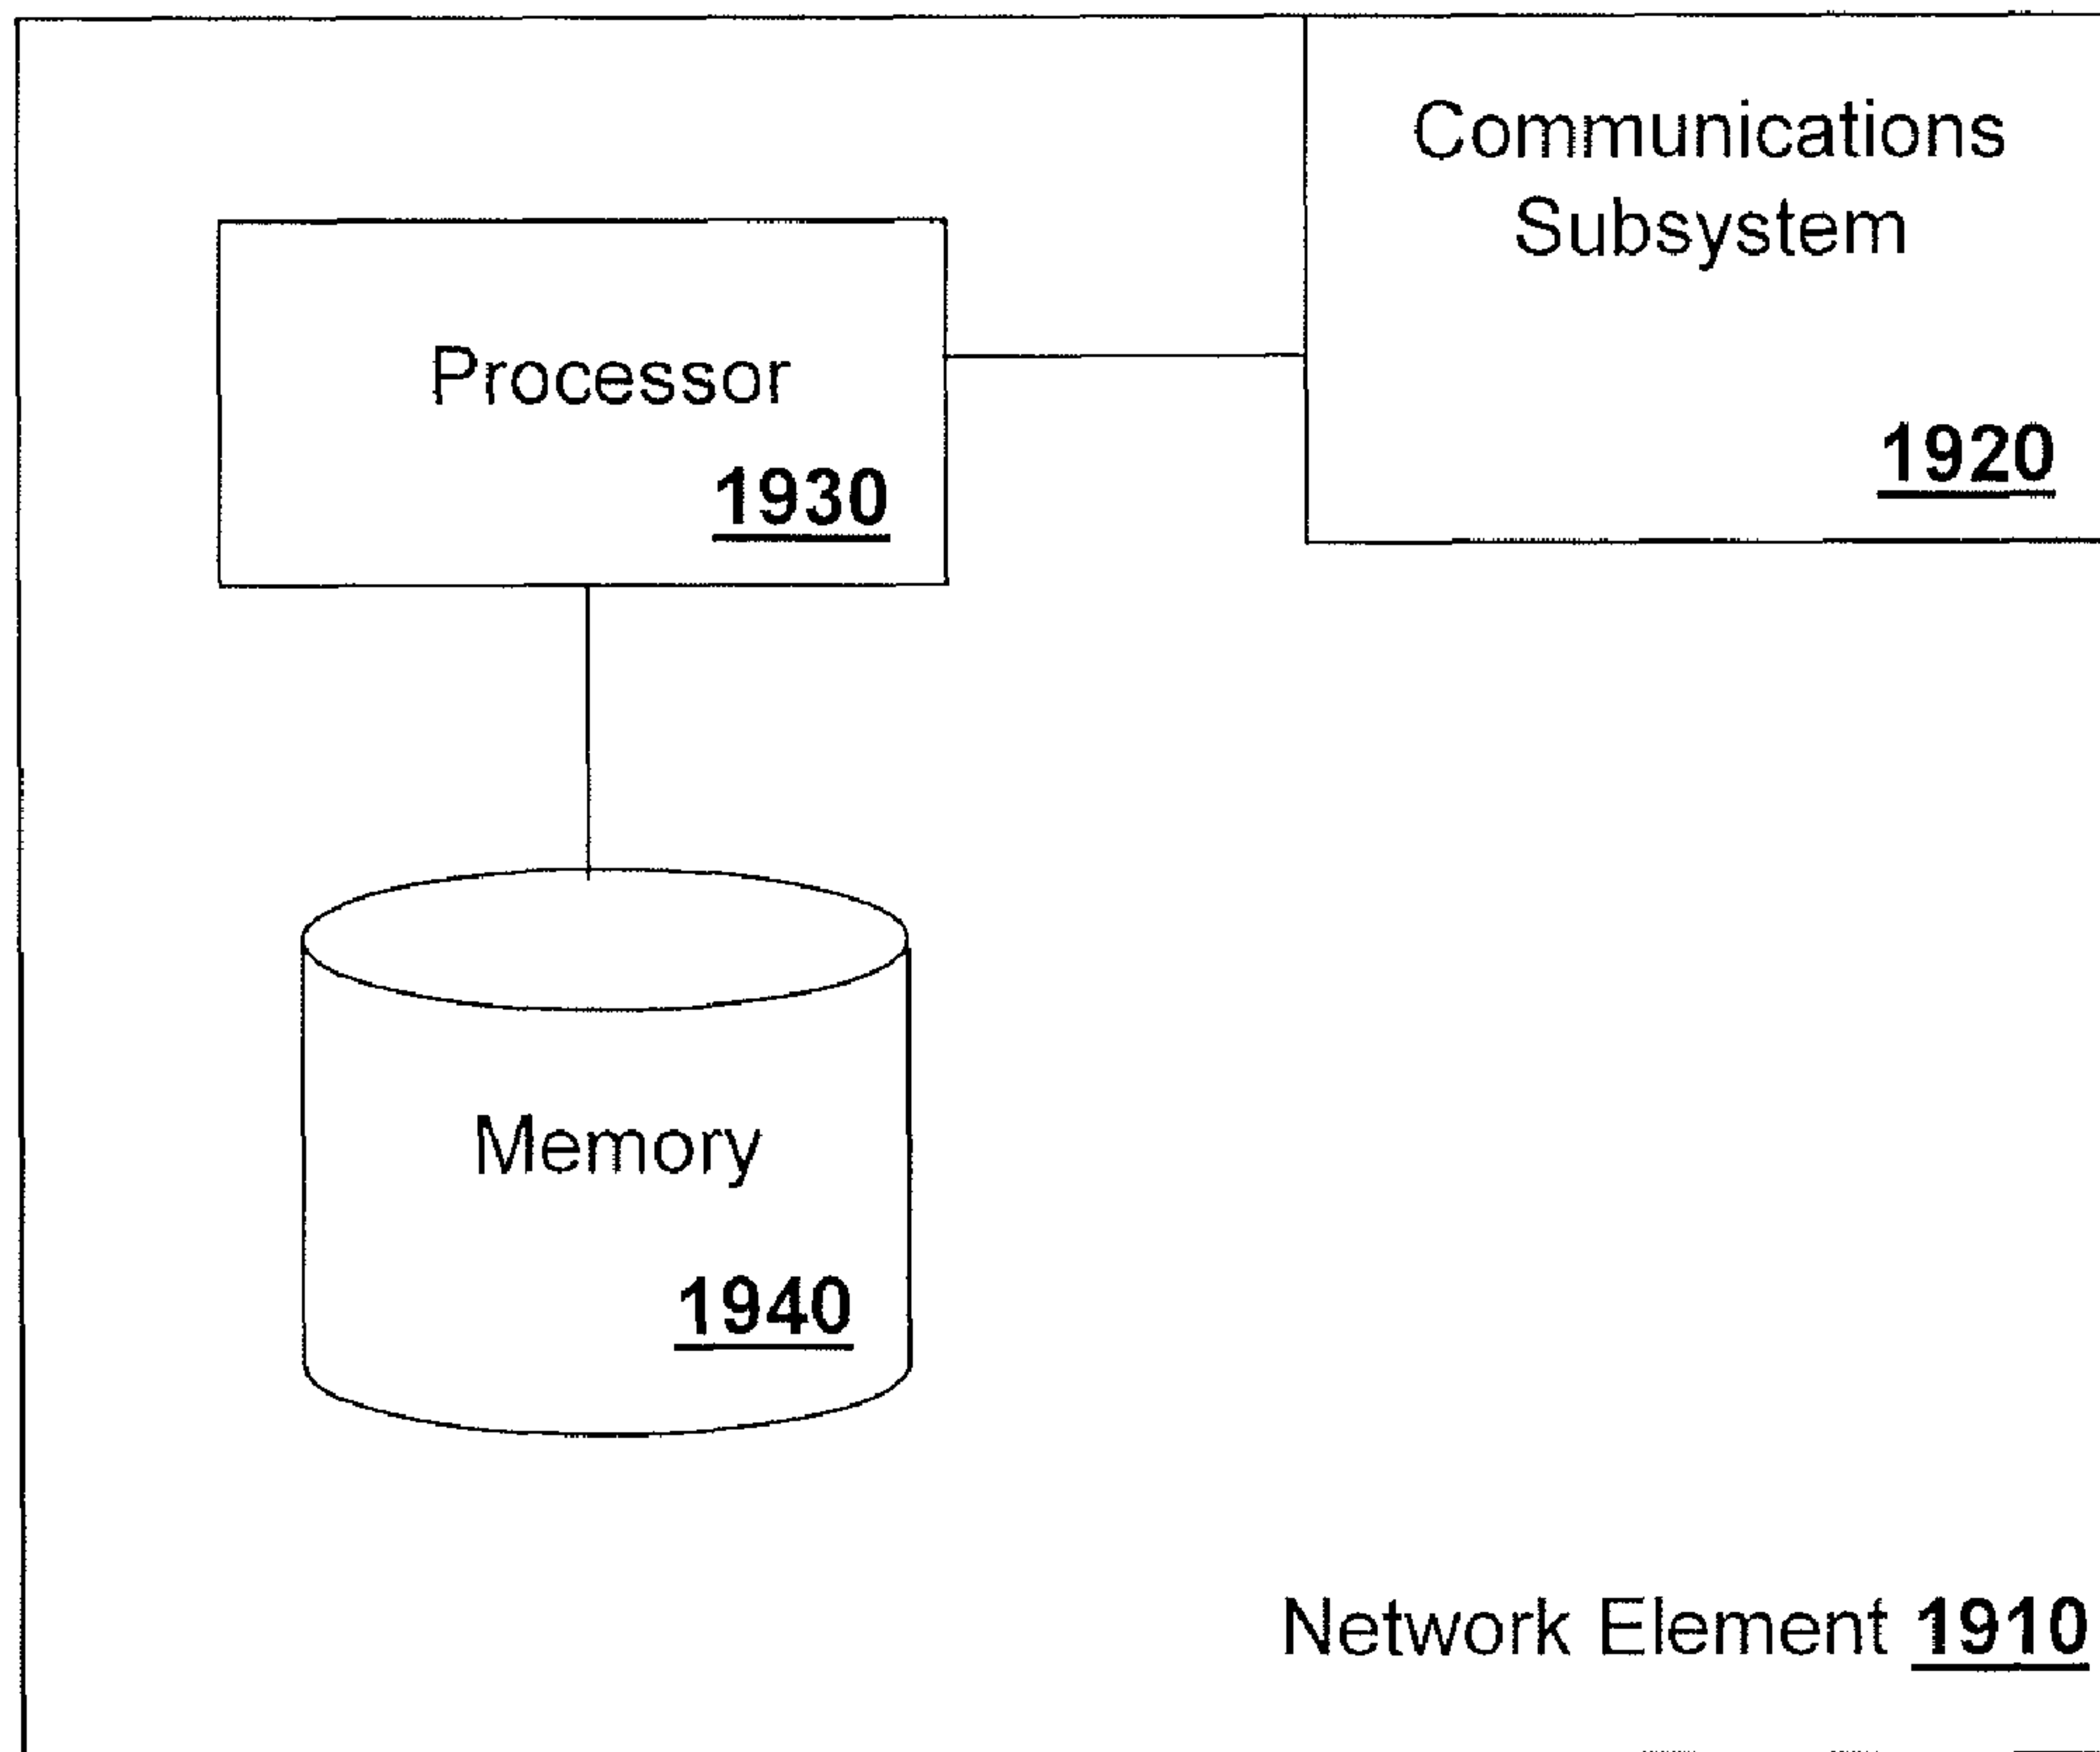 Communications
Subsystem
1920
Processor
1930
Memory
1940
Network Element 1910